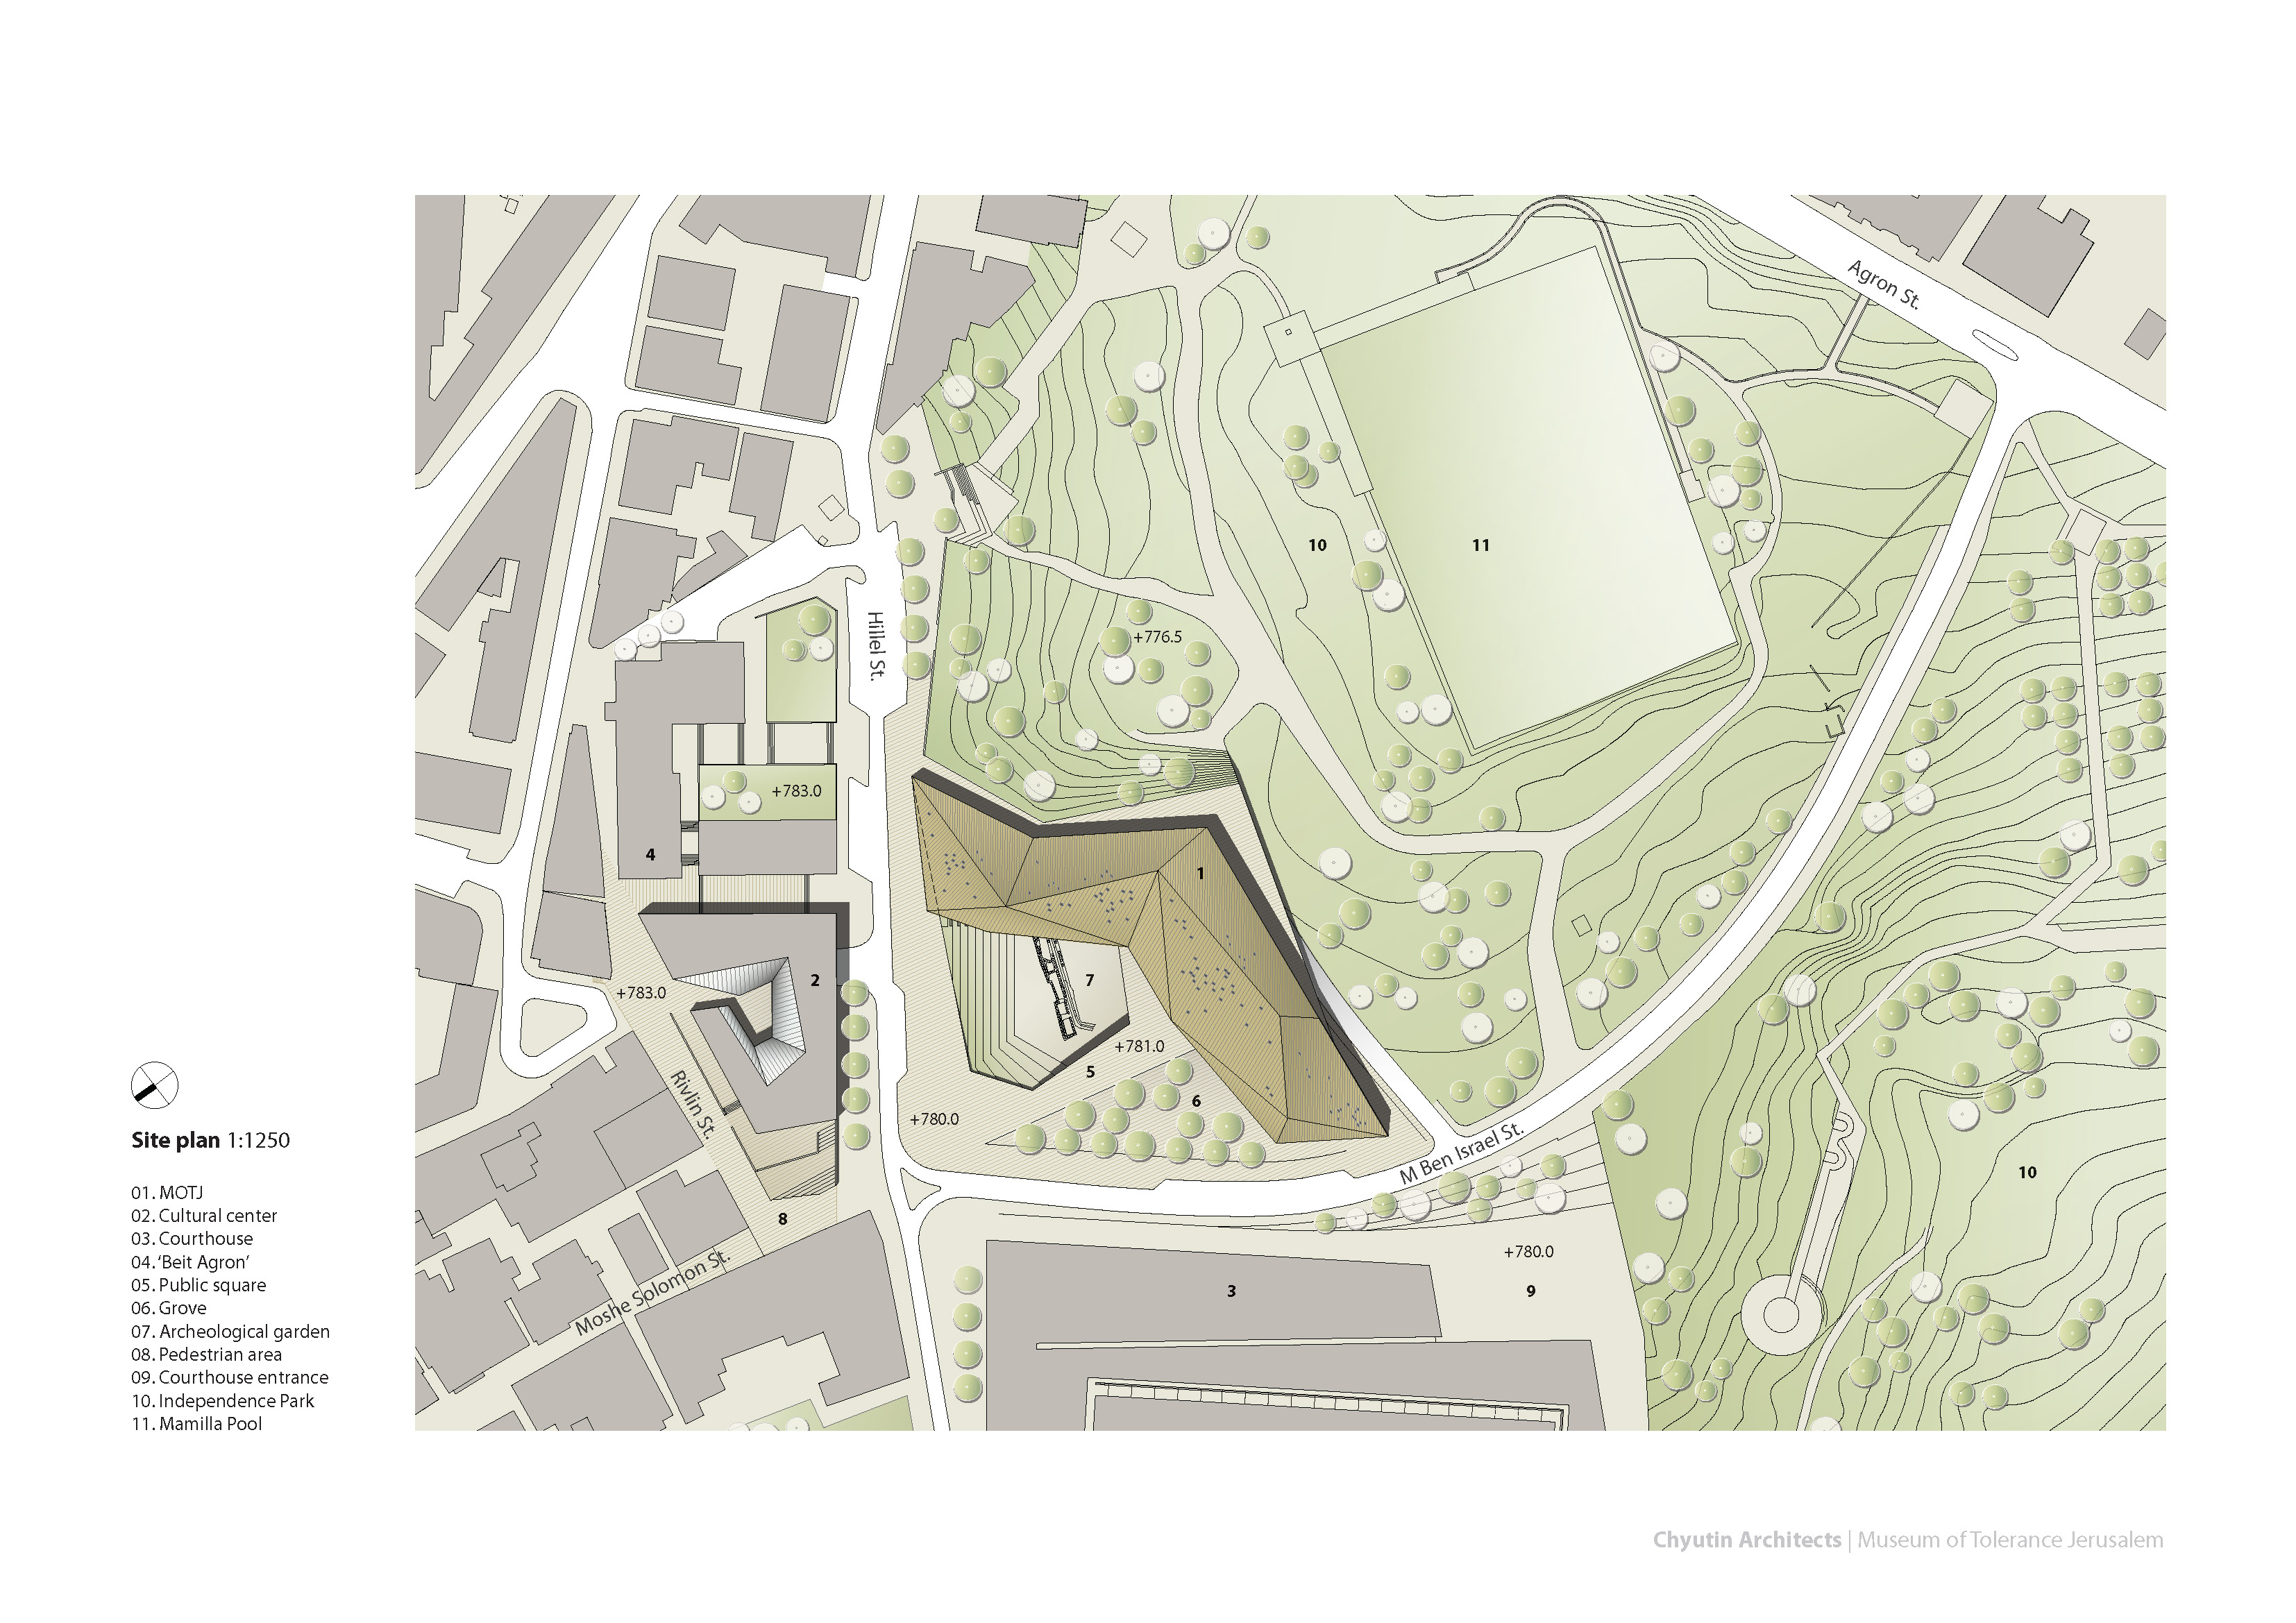 Agron St.
10
11
Hillel St.
+776.5
+783.0
4
1
2
7
+783.0
+781.0
5
6
Rivlin St.
+780.0
M Ben Israel St.
10
8
+780.0
Moshe Solomon St.
3
9
Site plan 1:1250
01. MOTJ
02. Cultural center
03. Courthouse
04. ‘Beit Agron’
05. Public square
06. Grove
07. Archeological garden
08. Pedestrian area
09. Courthouse entrance
10. Independence Park
11. Mamilla Pool
Chyutin Architects | Museum of Tolerance Jerusalem